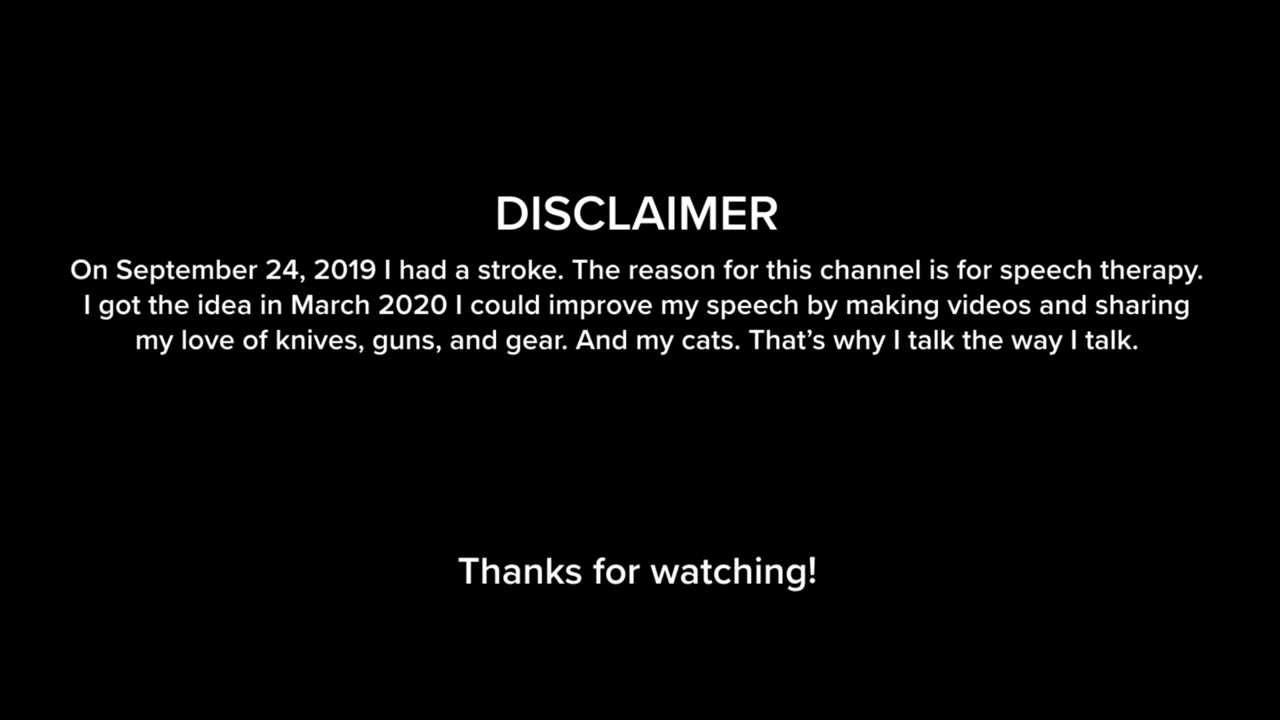 DISCLAIMER
On September 24, 2019 I had a stroke. The reason for this channel is for speech therapy.
I got the idea in March 2020 I could improve my speech by making videos and sharing
my love of knives, guns, and gear. And my cats. That’s why I talk the way I talk.
Thanks for watching!